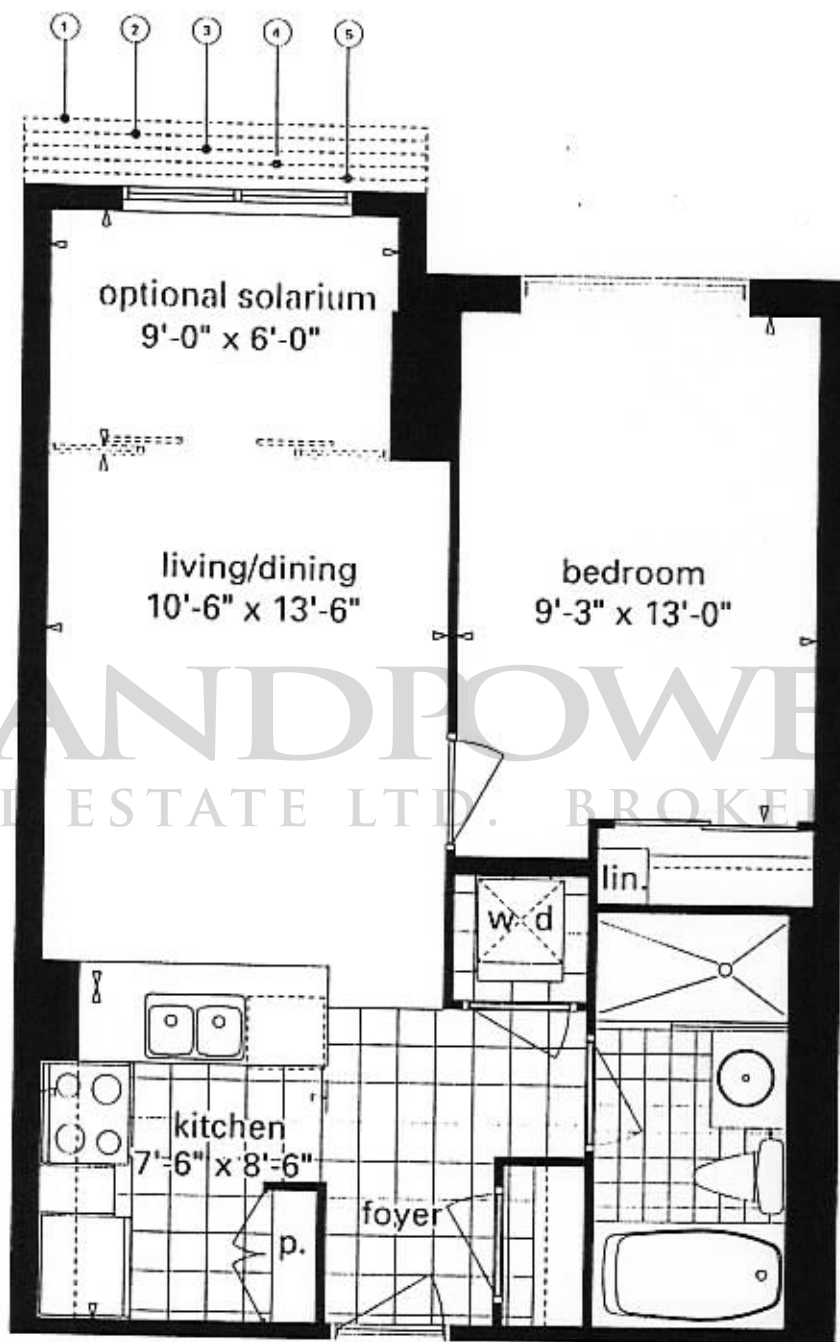 1 2 3 4 5
optional solarium
9'-0" x 6'-0"
living/dining
10'-6" x 13'-6"
bedroom
9'-3" x 13'-0"
ANDPOWE
L ESTATE LTD. BROKE
lin.
w d
kitchen
7'-6" x 8'-6"
foyer
p.